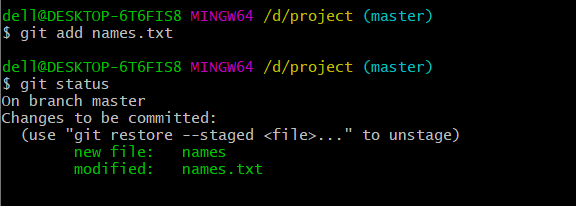 dell@DESKTOP-6T6FIS8 MINGW64 /d/project (master)
$ git add names.txt
dell@DESKTOP-6T6FIS8 MINGW64 /d/project (master)
$ git status
On branch master
Changes to be committed:
  (use "git restore --staged <file>..." to unstage)
        new file:   names
        modified:   names.txt